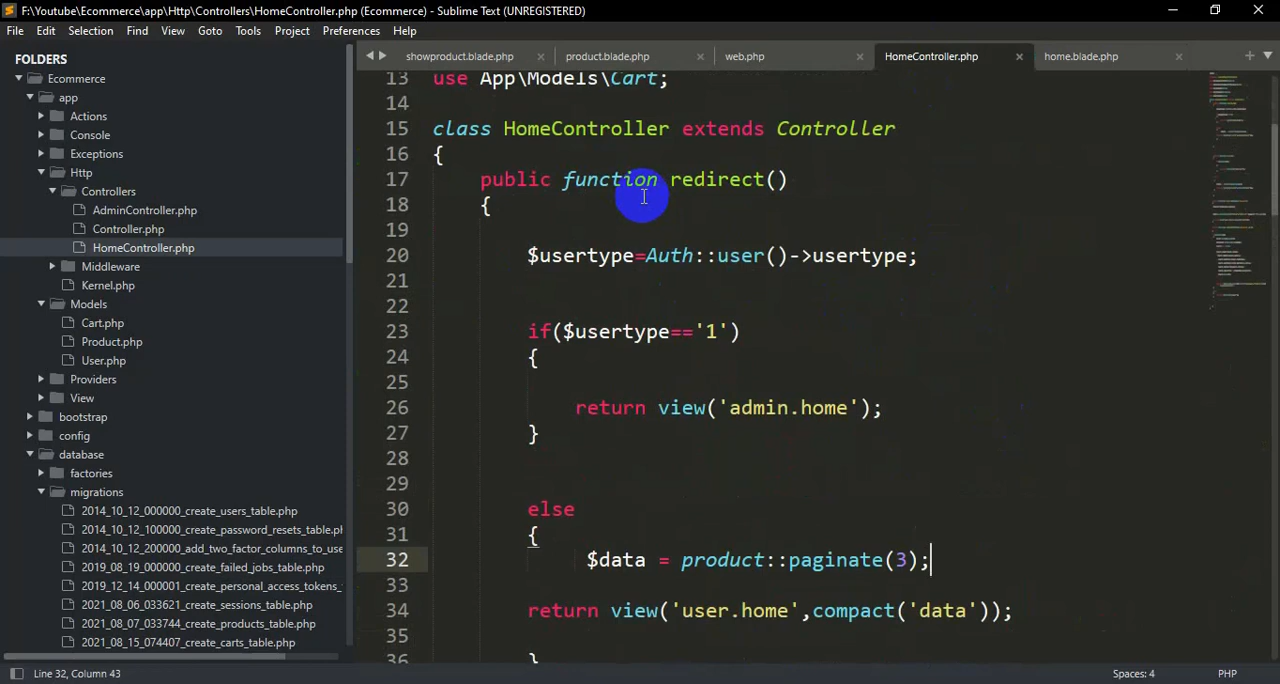 F:\Youtube\Ecommerce\app\Http\Controllers\HomeController.php (Ecommerce) - Sublime Text (UNREGISTERED)
File Edit Selection Find View Goto Tools Project Preferences Help
FOLDERS
Ecommerce
app
Actions
Console
Exceptions
Http
Controllers
AdminController.php
Controller.php
HomeController.php
Middleware
Kernel.php
Models
Cart.php
Product.php
User.php
Providers
View
bootstrap
config
database
factories
migrations
2014_10_12_000000_create_users_table.php
2014_10_12_100000_create_password_resets_table.ph
2014_10_12_200000_add_two_factor_columns_to_use
2019_08_19_000000_create_failed_jobs_table.php
2019_12_14_000001_create_personal_access_tokens_
2021_08_06_033621_create_sessions_table.php
2021_08_07_033744_create_products_table.php
2021_08_15_074407_create_carts_table.php
showproduct.blade.php product.blade.php web.php HomeController.php home.blade.php
13 use App\Models\Cart;
14
15 class HomeController extends Controller
16 {
17 public function redirect()
18 {
19
20 $usertype=Auth::user()->usertype;
21
22
23 if($usertype=='1')
24 {
25
26 return view('admin.home');
27 }
28
29
30 else
31 {
32 $data = product::paginate(3);
33
34 return view('user.home',compact('data'));
35
36 }
Line 32, Column 43 Spaces: 4 PHP